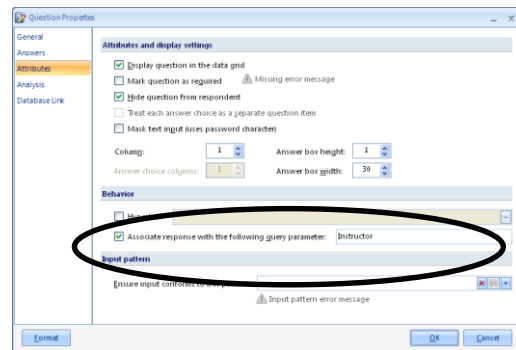 Question Properties
General
Answers
Attributes
Analysis
Database Link
Attributes and display settings
Display question in the data grid
Mark question as required Missing error message
Hide question from respondent
Treat each answer choice as a separate question item
Mask text input (uses password character)
Column: 1 Answer box height: 1
Answer choice columns: 1 Answer box width: 30
Behavior
Associate response with the following query parameter: Instructor
Input pattern
Ensure input conforms to
Input pattern error message
Format OK Cancel